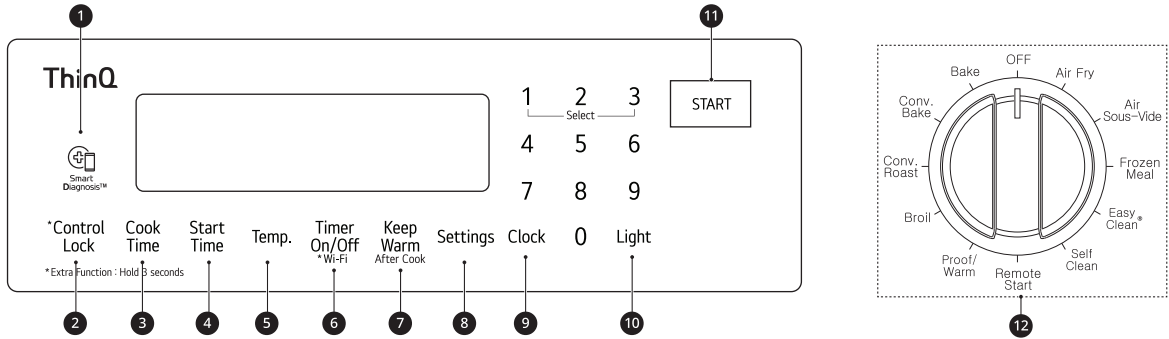 1
11
ThinQ
1 2 3
Select
START
4 5 6
7 8 9
Smart
Diagnosis™
*Control
Lock
Cook
Time
Start
Time
Temp.
Timer
On/Off
*Wi-Fi
Keep
Warm
After Cook
Settings
Clock
0
Light
*Extra Function : Hold 3 seconds
2 3 4 5 6 7 8 9 10
OFF
Air Fry
Air
Sous-Vide
Frozen
Meal
Easy
Clean®
Self
Clean
Remote
Start
Proof/
Warm
Broil
Conv.
Roast
Conv.
Bake
Bake
12